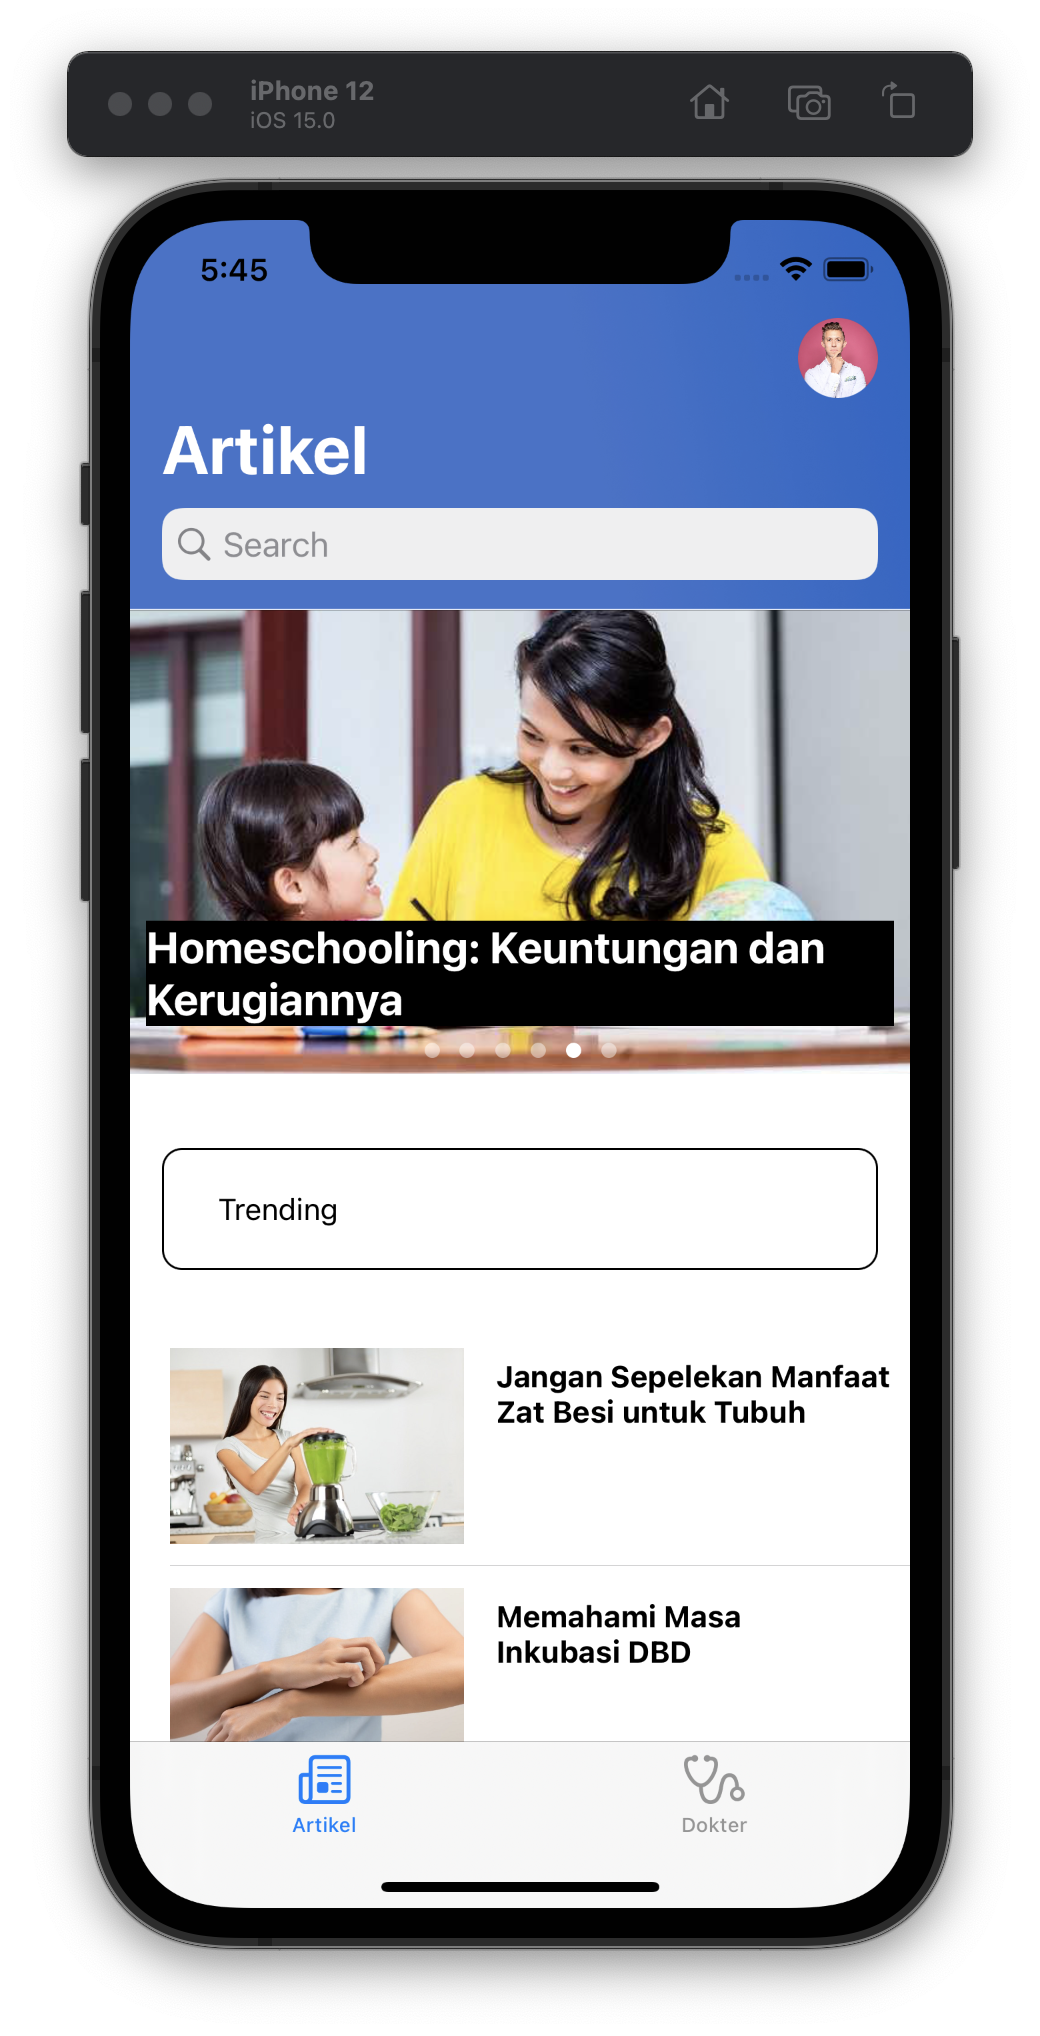 iPhone 12
iOS 15.0
5:45
Artikel
Search
Homeschooling: Keuntungan dan
Kerugiannya
Trending
Jangan Sepelekan Manfaat
Zat Besi untuk Tubuh
Memahami Masa
Inkubasi DBD
Artikel
Dokter